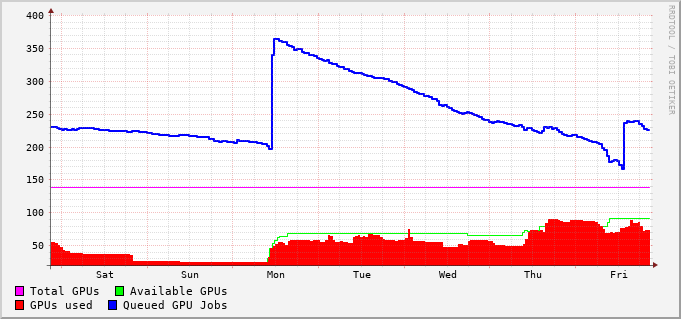 400
350
300
250
200
150
100
50
Sat Sun Mon Tue Wed Thu Fri
Total GPUs Available GPUs
GPUs used Queued GPU Jobs
RRDTOOL / TOBI OETIKER